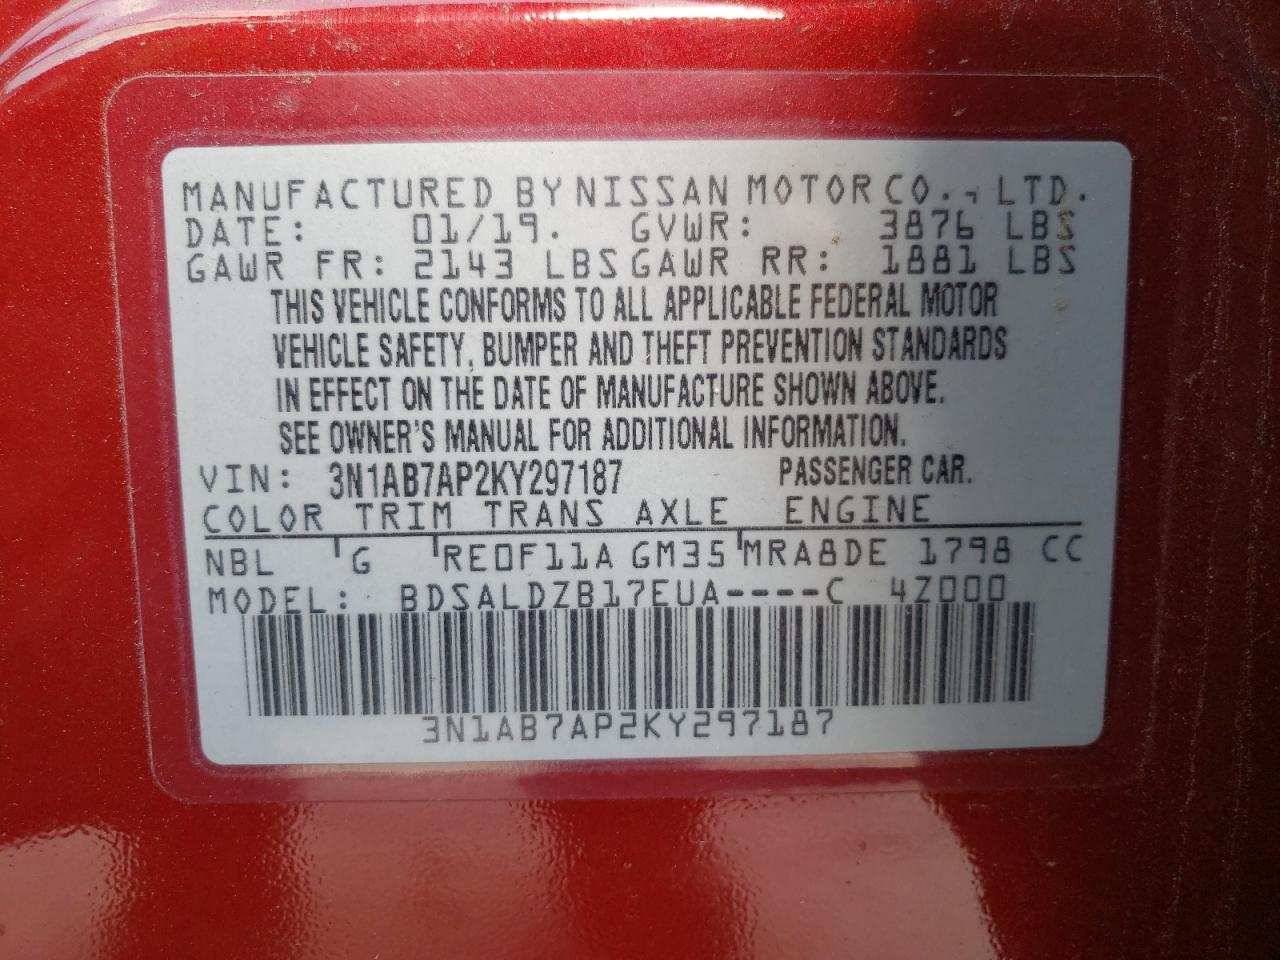 MANUFACTURED BY NISSAN MOTOR CO., LTD.
DATE: 01/19. GVWR: 3876 LBS
GAWR FR: 2143 LBS GAWR RR: 1881 LBS
THIS VEHICLE CONFORMS TO ALL APPLICABLE FEDERAL MOTOR
VEHICLE SAFETY, BUMPER AND THEFT PREVENTION STANDARDS
IN EFFECT ON THE DATE OF MANUFACTURE SHOWN ABOVE.
SEE OWNER'S MANUAL FOR ADDITIONAL INFORMATION.
VIN: 3N1AB7AP2KY297187 PASSENGER CAR.
COLOR TRIM TRANS AXLE ENGINE
NBL G RE0F11A GM35 MRA8DE 1798 CC
MODEL: BDSALDZB17EUA----C 4Z000
3N1AB7AP2KY297187